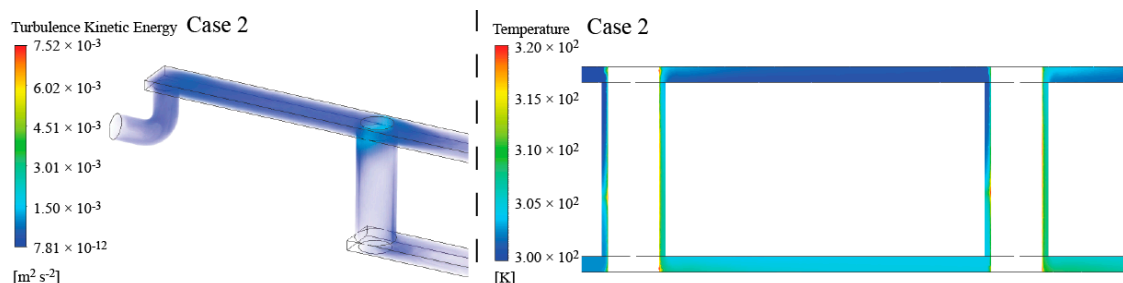 Turbulence Kinetic Energy Case 2
7.52 × 10⁻³
6.02 × 10⁻³
4.51 × 10⁻³
3.01 × 10⁻³
1.50 × 10⁻³
7.81 × 10⁻¹²
[m² s⁻²]
Temperature Case 2
3.20 × 10²
3.15 × 10²
3.10 × 10²
3.05 × 10²
3.00 × 10²
[K]